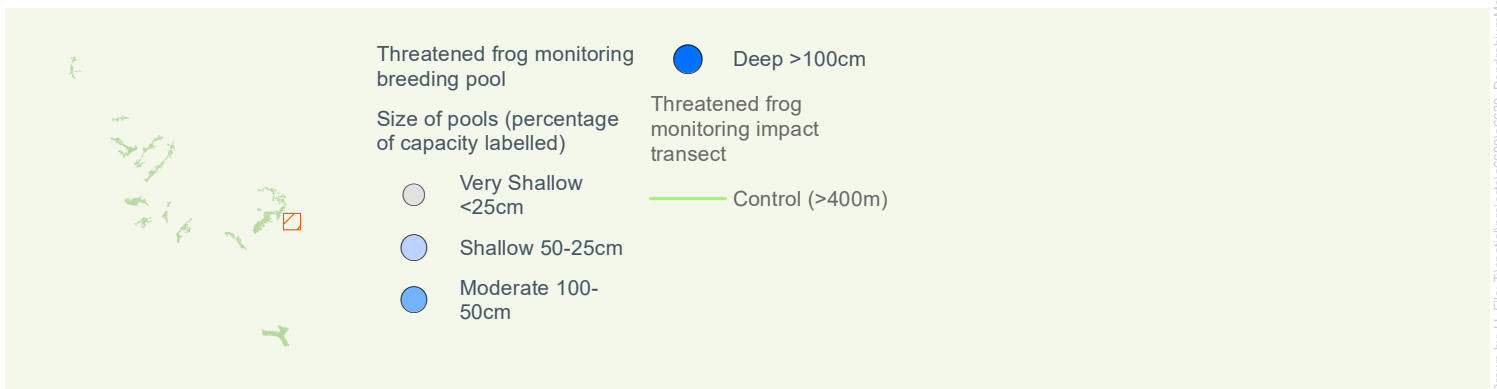 Threatened frog monitoring
breeding pool
Size of pools (percentage
of capacity labelled)
Very Shallow
<25cm
Shallow 50-25cm
Moderate 100-
50cm
Deep >100cm
Threatened frog
monitoring impact
transect
Control (>400m)